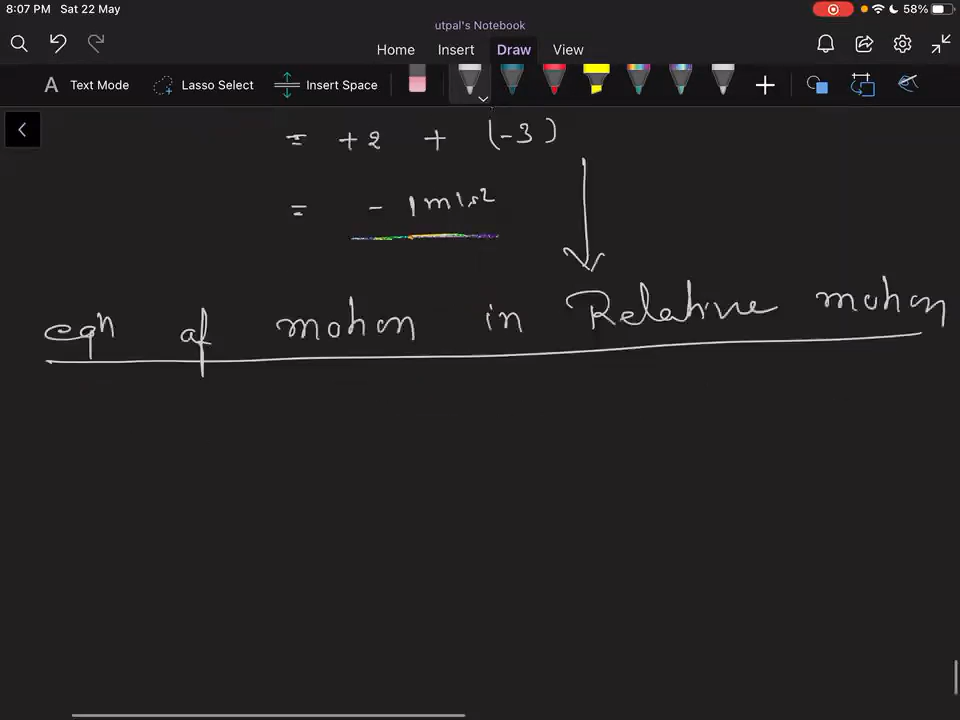 8:07 PM Sat 22 May 58%
utpal's Notebook
Home Insert Draw View
A Text Mode Lasso Select Insert Space
= +2 + (-3)
= - 1 m/s²
eqⁿ of motion in Relative motion